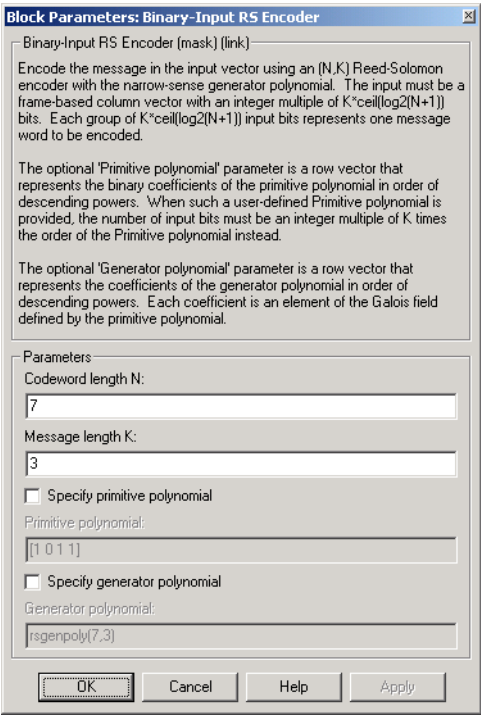 Block Parameters: Binary-Input RS Encoder
Binary-Input RS Encoder (mask) (link)
Encode the message in the input vector using an (N,K) Reed-Solomon
encoder with the narrow-sense generator polynomial.  The input must be a
frame-based column vector with an integer multiple of K*ceil(log2(N+1))
bits.  Each group of K*ceil(log2(N+1)) input bits represents one message
word to be encoded.
The optional 'Primitive polynomial' parameter is a row vector that
represents the binary coefficients of the primitive polynomial in order of
descending powers.  When such a user-defined Primitive polynomial is
provided, the number of input bits must be an integer multiple of K times
the order of the Primitive polynomial instead.
The optional 'Generator polynomial' parameter is a row vector that
represents the coefficients of the generator polynomial in order of
descending powers.  Each coefficient is an element of the Galois field
defined by the primitive polynomial.
Parameters
Codeword length N:
7
Message length K:
3
Specify primitive polynomial
Primitive polynomial:
[1 0 1 1]
Specify generator polynomial
Generator polynomial:
rsgenpoly(7,3)
OK Cancel Help Apply